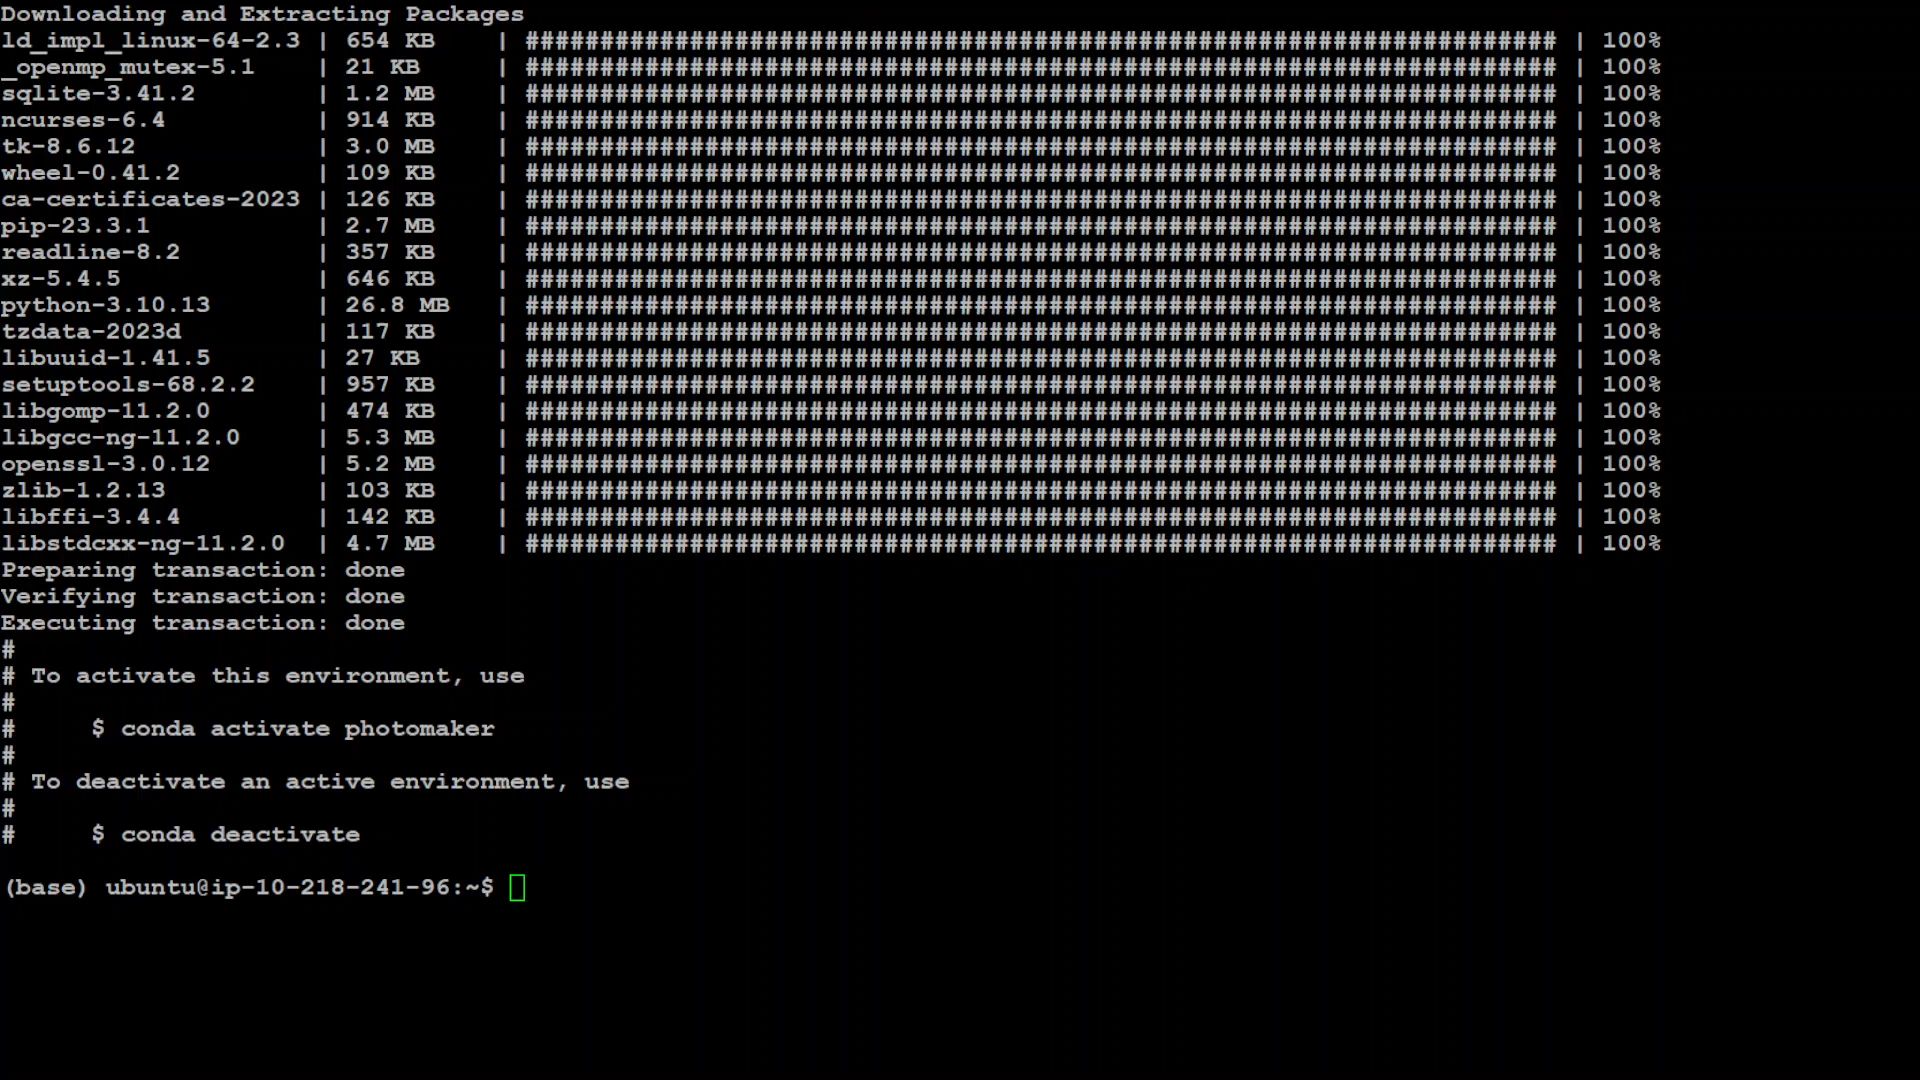 Downloading and Extracting Packages
ld_impl_linux-64-2.3 | 654 KB    | ##################################################################### | 100%
_openmp_mutex-5.1    | 21 KB     | ##################################################################### | 100%
sqlite-3.41.2        | 1.2 MB    | ##################################################################### | 100%
ncurses-6.4          | 914 KB    | ##################################################################### | 100%
tk-8.6.12            | 3.0 MB    | ##################################################################### | 100%
wheel-0.41.2         | 109 KB    | ##################################################################### | 100%
ca-certificates-2023 | 126 KB    | ##################################################################### | 100%
pip-23.3.1           | 2.7 MB    | ##################################################################### | 100%
readline-8.2         | 357 KB    | ##################################################################### | 100%
xz-5.4.5             | 646 KB    | ##################################################################### | 100%
python-3.10.13       | 26.8 MB   | ##################################################################### | 100%
tzdata-2023d         | 117 KB    | ##################################################################### | 100%
libuuid-1.41.5       | 27 KB     | ##################################################################### | 100%
setuptools-68.2.2    | 957 KB    | ##################################################################### | 100%
libgomp-11.2.0       | 474 KB    | ##################################################################### | 100%
libgcc-ng-11.2.0     | 5.3 MB    | ##################################################################### | 100%
openssl-3.0.12       | 5.2 MB    | ##################################################################### | 100%
zlib-1.2.13          | 103 KB    | ##################################################################### | 100%
libffi-3.4.4         | 142 KB    | ##################################################################### | 100%
libstdcxx-ng-11.2.0  | 4.7 MB    | ##################################################################### | 100%
Preparing transaction: done
Verifying transaction: done
Executing transaction: done
#
# To activate this environment, use
#
#     $ conda activate photomaker
#
# To deactivate an active environment, use
#
#     $ conda deactivate
(base) ubuntu@ip-10-218-241-96:~$